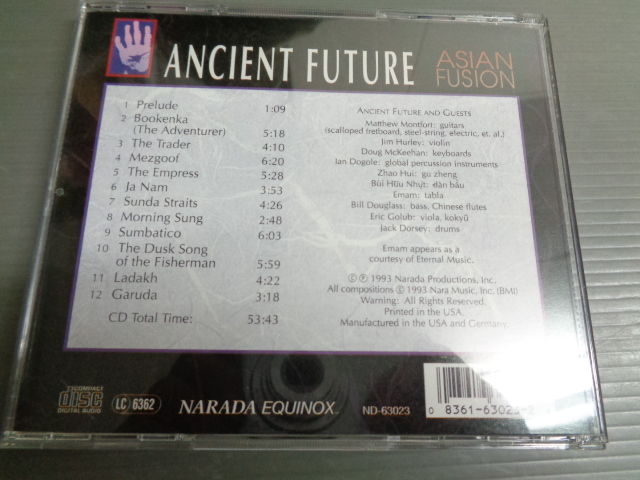 ANCIENT FUTURE
ASIAN
FUSION
1 Prelude 1:09
2 Bookenka
(The Adventurer) 5:18
3 The Trader 4:10
4 Mezgoof 6:20
5 The Empress 5:28
6 Ja Nam 3:53
7 Sunda Straits 4:26
8 Morning Sung 2:48
9 Sumbatico 6:03
10 The Dusk Song
of the Fisherman 5:59
11 Ladakh 4:22
12 Garuda 3:18
CD Total Time: 53:43
ANCIENT FUTURE AND GUESTS
Matthew Montfort: guitars
(scalloped fretboard, steel-string, electric, et. al.)
Jim Hurley: violin
Doug McKeehan: keyboards
Ian Dogole: global percussion instruments
Zhao Hui: gu zheng
Bùi Hữu Nhựt: đàn bầu
Emam: tabla
Bill Douglass: bass, Chinese flutes
Eric Golub: viola, kokyū
Jack Dorsey: drums
Emam appears as a
courtesy of Eternal Music.
© ℗ 1993 Narada Productions, Inc.
All compositions © 1993 Nara Music, Inc. (BMI)
Warning: All Rights Reserved.
Printed in the USA.
Manufactured in the USA and Germany.
COMPACT
disc
DIGITAL AUDIO
LC 6362
NARADA EQUINOX
ND-63023
0 8361-63023-2